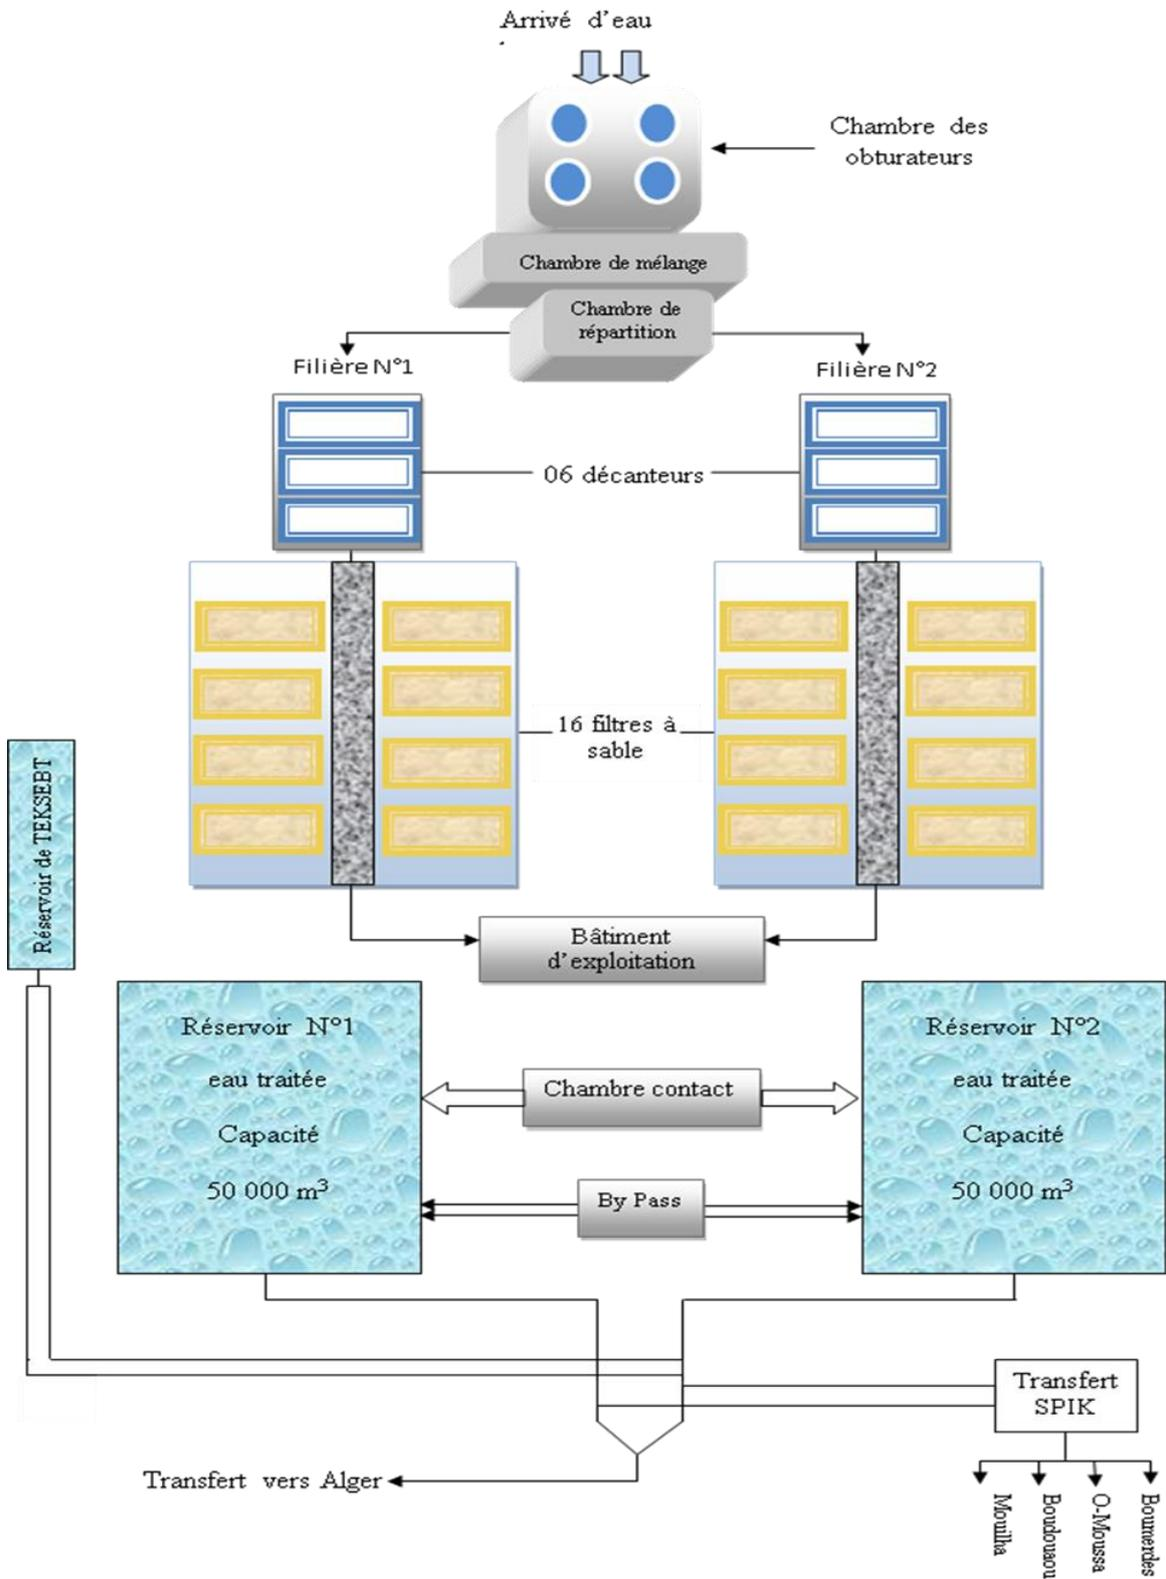 Arrivé d'eau
Chambre des
obturateurs
Chambre de mélange
Chambre de
répartition
Filière N°1
Filière N°2
06 décanteurs
16 filtres à
sable
Réservoir de TEKSEBT
Bâtiment
d'exploitation
Réservoir N°1
eau traitée
Capacité
50 000 m³
Réservoir N°2
eau traitée
Capacité
50 000 m³
Chambre contact
By Pass
Transfert
SPIK
Transfert vers Alger
Mouilha
Boudouaou
O-Moussa
Boumerdes